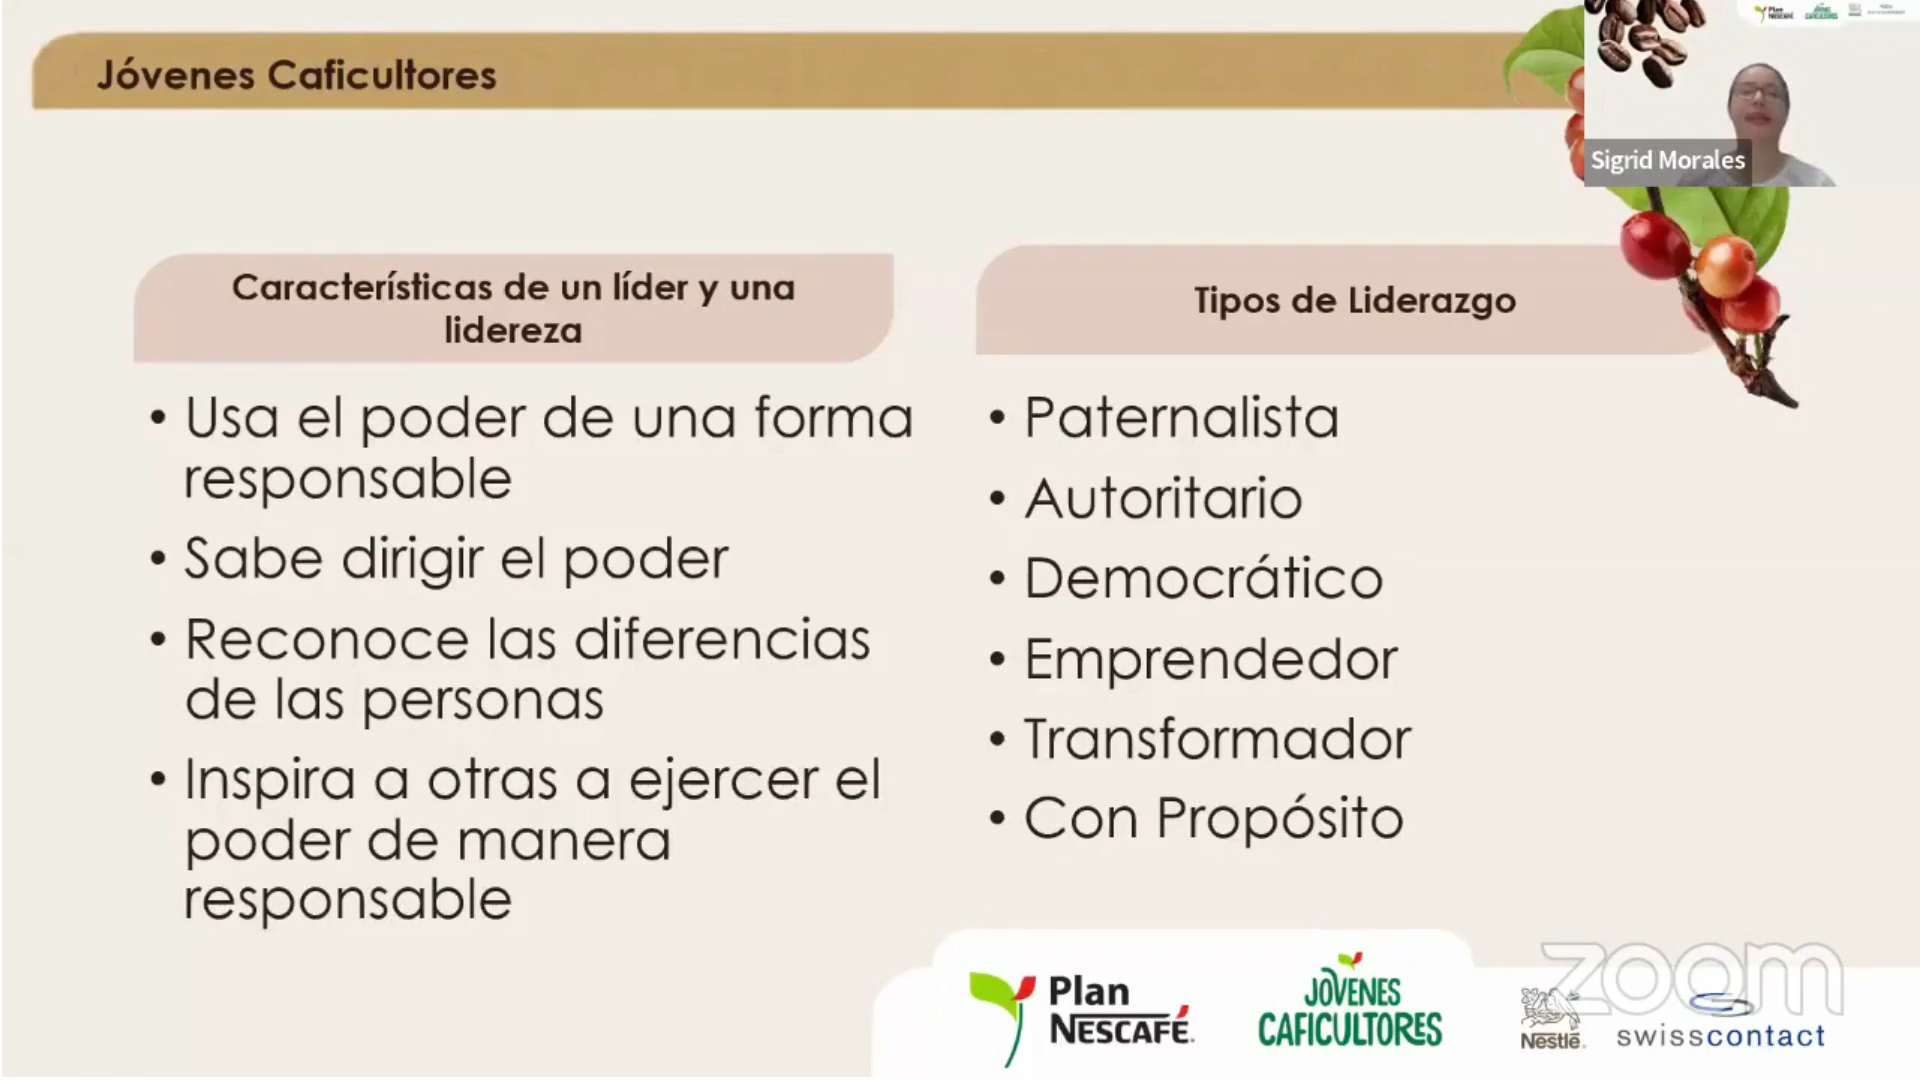 Jóvenes Caficultores
Sigrid Morales
Características de un líder y una
lidereza
• Usa el poder de una forma
responsable
• Sabe dirigir el poder
• Reconoce las diferencias
de las personas
• Inspira a otras a ejercer el
poder de manera
responsable
Tipos de Liderazgo
• Paternalista
• Autoritario
• Democrático
• Emprendedor
• Transformador
• Con Propósito
Plan
NESCAFÉ.
JÓVENES
CAFICULTORES
Nestlé
swisscontact
zoom